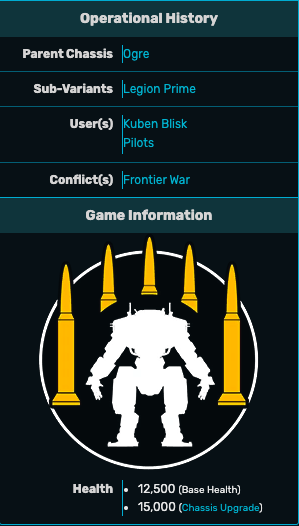 Operational History
Parent Chassis Ogre
Sub-Variants Legion Prime
User(s) Kuben Blisk
Pilots
Conflict(s) Frontier War
Game Information
Health • 12,500 (Base Health)
• 15,000 (Chassis Upgrade)